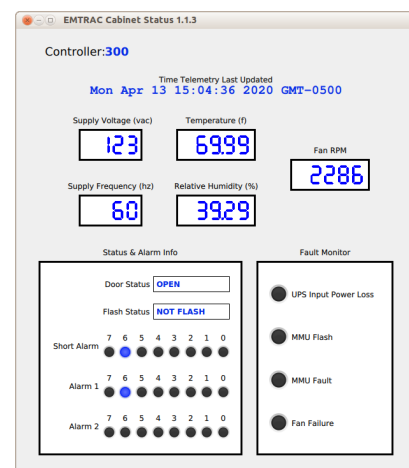 EMTRAC Cabinet Status 1.1.3
Controller:300
Time Telemetry Last Updated
Mon Apr 13 15:04:36 2020 GMT-0500
Supply Voltage (vac) Temperature (f)
123 69.99
Fan RPM
2286
Supply Frequency (hz) Relative Humidity (%)
60 39.29
Status & Alarm Info
Door Status OPEN
Flash Status NOT FLASH
7 6 5 4 3 2 1 0
Short Alarm
7 6 5 4 3 2 1 0
Alarm 1
7 6 5 4 3 2 1 0
Alarm 2
Fault Monitor
UPS Input Power Loss
MMU Flash
MMU Fault
Fan Failure